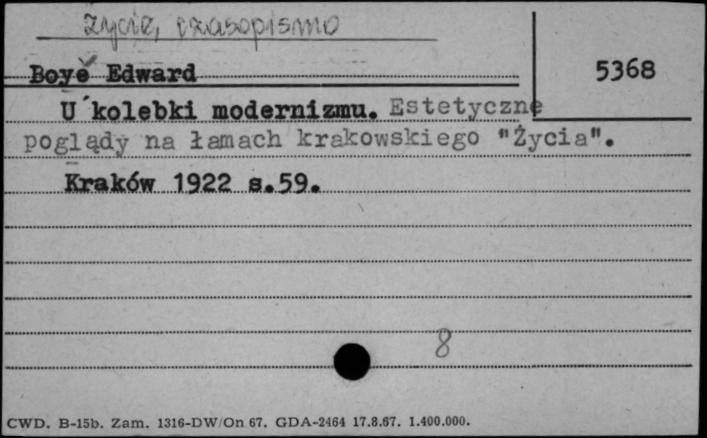 Życie, czasopismo
Boyé Edward
5368
U kolebki modernizmu. Estetyczne
poglądy na łamach krakowskiego "Życia".
Kraków 1922 s.59.
8
CWD. B-15b. Zam. 1316-DW/On 67. GDA-2464 17.8.67. 1.400.000.